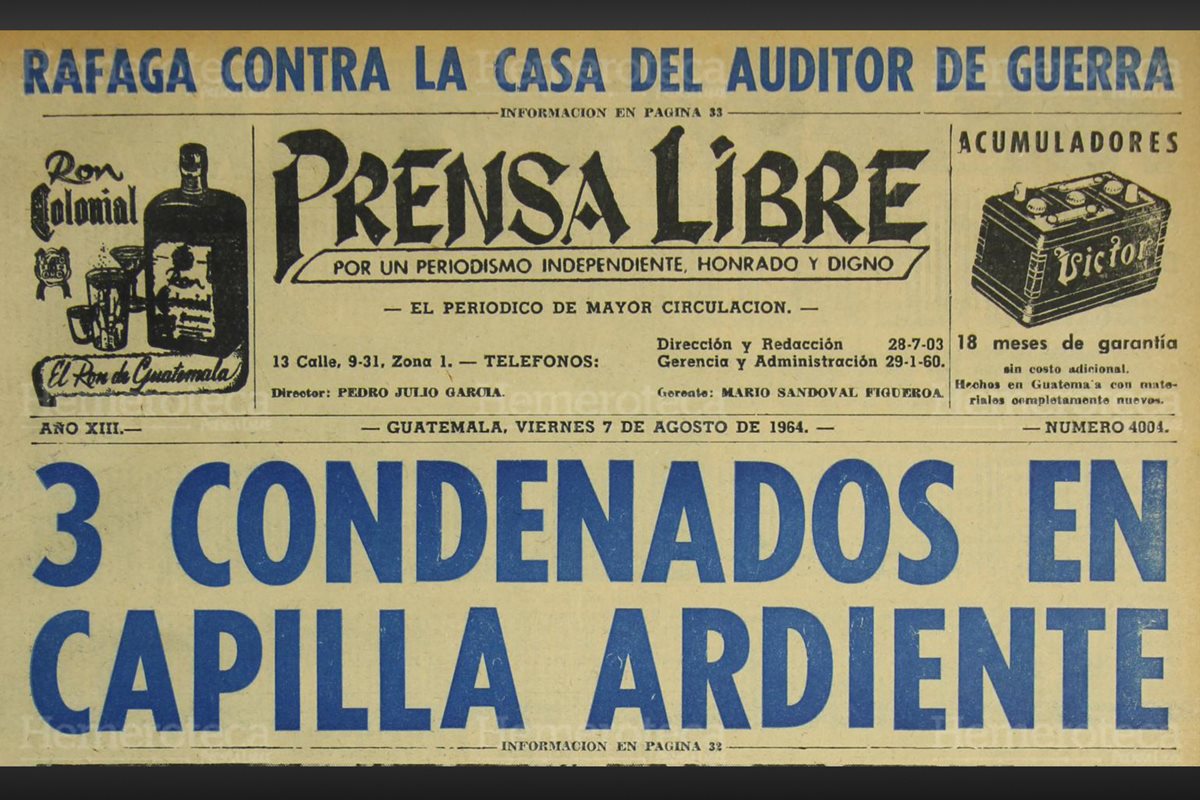 RAFAGA CONTRA LA CASA DEL AUDITOR DE GUERRA
INFORMACION EN PAGINA 33
Ron
Colonial
El Ron de Guatemala
PRENSA LIBRE
POR UN PERIODISMO INDEPENDIENTE, HONRADO Y DIGNO
— EL PERIODICO DE MAYOR CIRCULACION. —
Dirección y Redacción 28-7-03
13 Calle, 9-31, Zona 1. — TELEFONOS: Gerencia y Administración 29-1-60.
Director: PEDRO JULIO GARCIA. Gerente: MARIO SANDOVAL FIGUEROA.
ACUMULADORES
Victor
18 meses de garantía
sin costo adicional.
Hechos en Guatema'a con mate-
riales completamente nuevos.
AÑO XIII.— — GUATEMALA, VIERNES 7 DE AGOSTO DE 1964. — — NUMERO 4004.
3 CONDENADOS EN
CAPILLA ARDIENTE
INFORMACION EN PAGINA 32
Hemeroteca